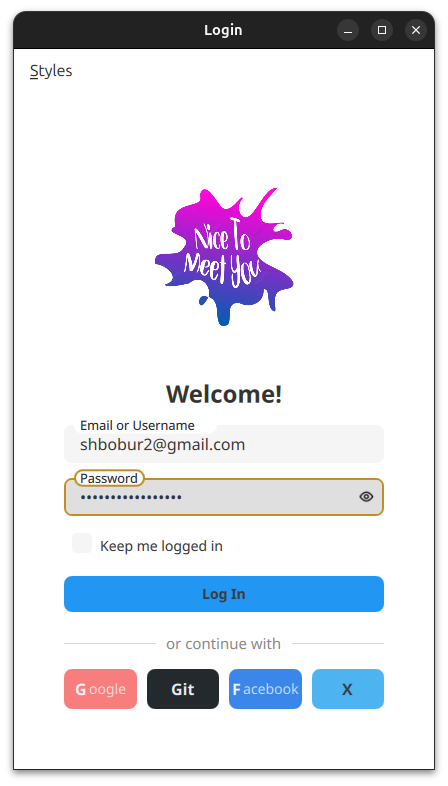 Login
Styles
Nice To
Meet You
Welcome!
Email or Username
shbobur2@gmail.com
Password
•••••••••••••••••
Keep me logged in
Log In
or continue with
Google Git Facebook X